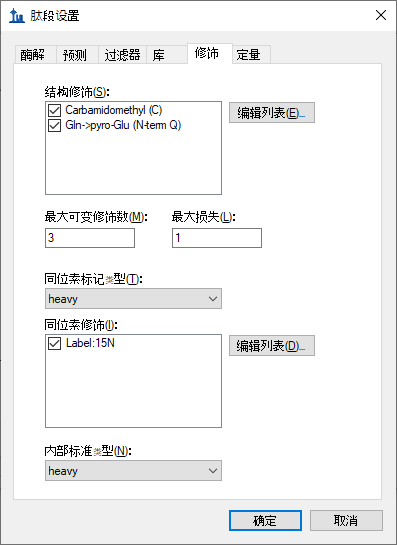 肽段设置
酶解 预测 过滤器 库 修饰 定量
结构修饰(S):
Carbamidomethyl (C)
Gln->pyro-Glu (N-term Q)
编辑列表(E)...
最大可变修饰数(M): 最大损失(L):
3 1
同位素标记类型(T):
heavy
同位素修饰(I):
Label:15N
编辑列表(D)...
内部标准类型(N):
heavy
确定 取消